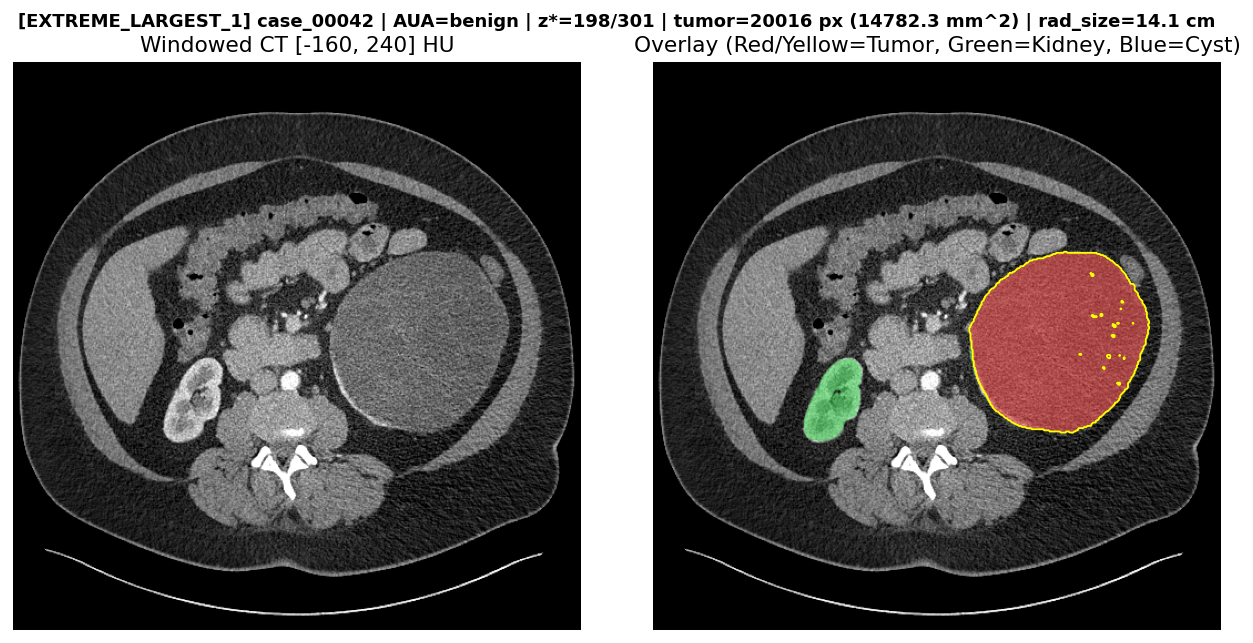 [EXTREME_LARGEST_1] case_00042 | AUA=benign | z*=198/301 | tumor=20016 px (14782.3 mm^2) | rad_size=14.1 cm
Windowed CT [-160, 240] HU
Overlay (Red/Yellow=Tumor, Green=Kidney, Blue=Cyst)